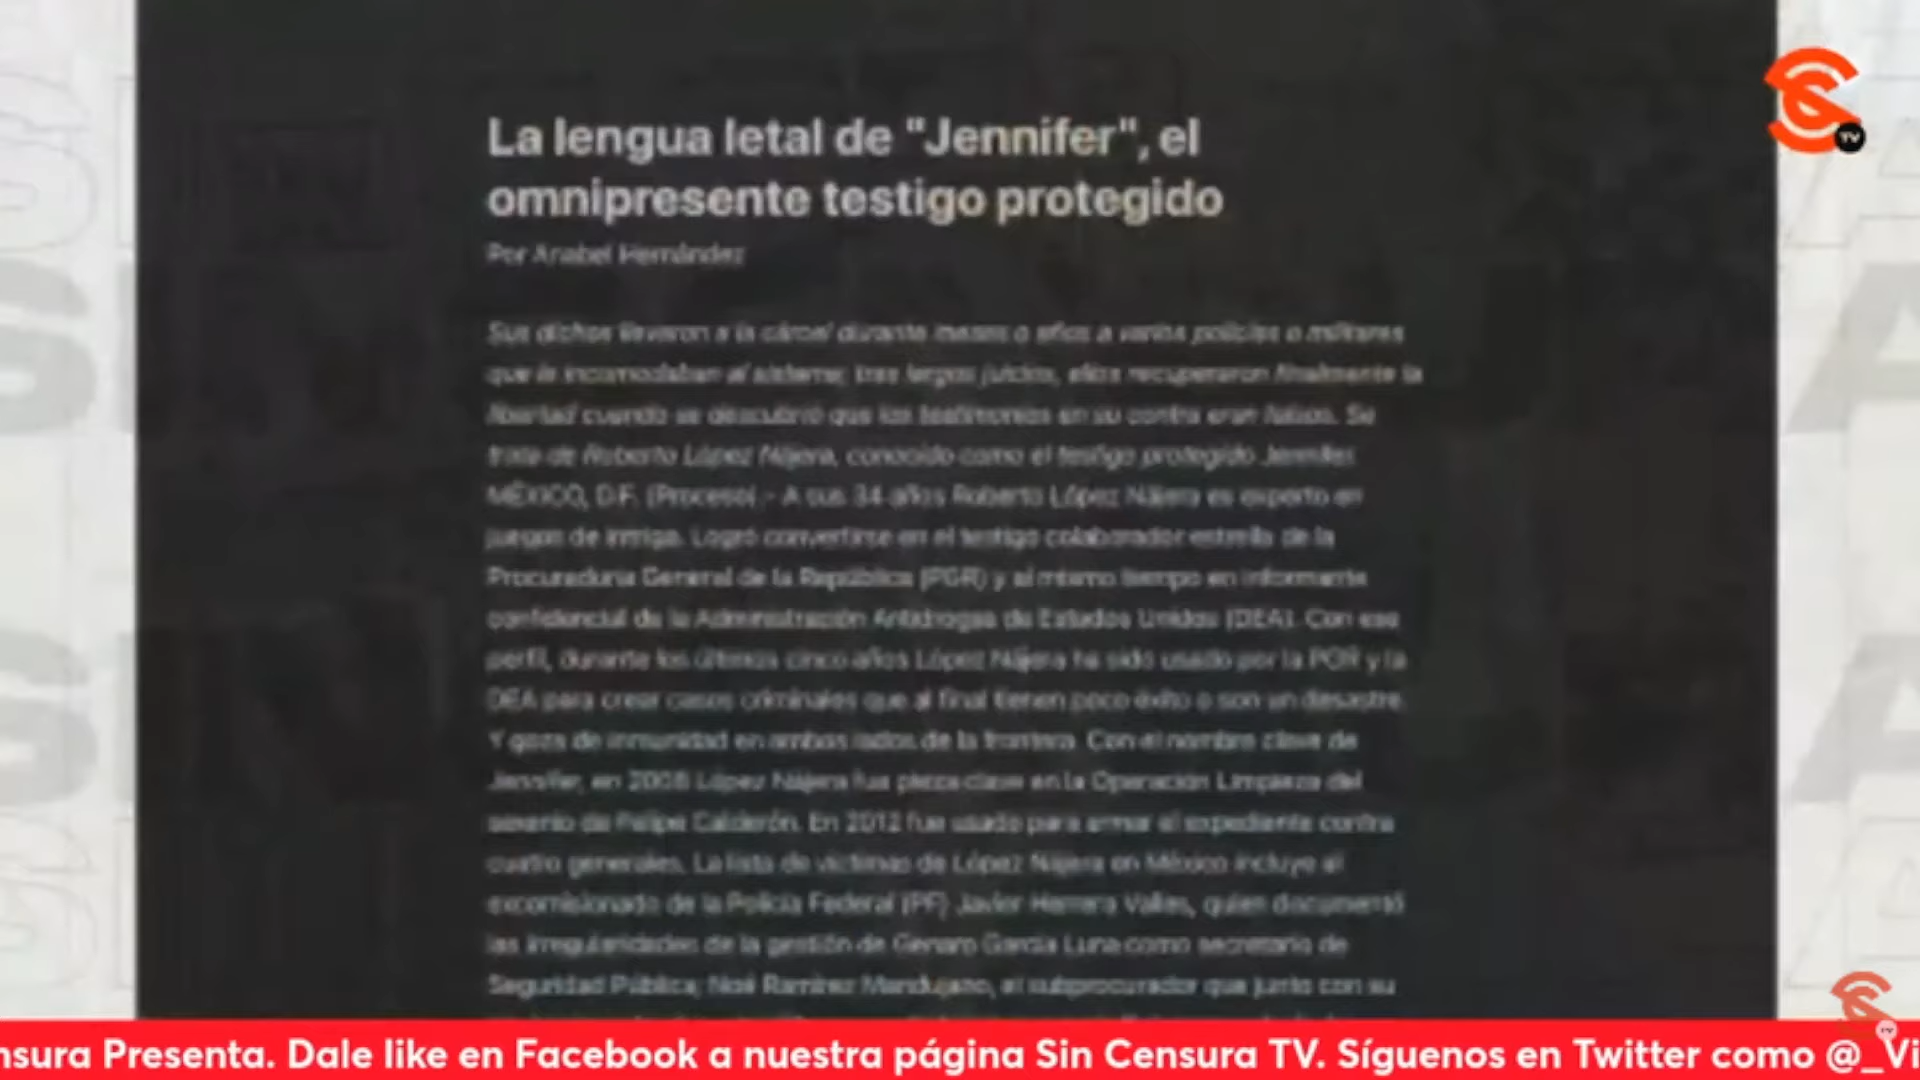 La lengua letal de "Jennifer", el
omnipresente testigo protegido
Por Anabel Hernández
Sus dichos llevaron a la cárcel durante meses o años a varios policías o militares
que le incomodaban al sistema; tras largos juicios, ellos recuperaron finalmente la
libertad cuando se descubrió que los testimonios en su contra eran falsos. Se
trata de Roberto López Nájera, conocido como el testigo protegido Jennifer
MÉXICO, D.F. (Proceso).- A sus 34 años Roberto López Nájera es experto en
juegos de intriga. Logró convertirse en el testigo colaborador estrella de la
Procuraduría General de la República (PGR) y al mismo tiempo en informante
confidencial de la Administración Antidrogas de Estados Unidos (DEA). Con ese
perfil, durante los últimos cinco años López Nájera ha sido usado por la PGR y la
DEA para crear casos criminales que al final tienen poco éxito o son un desastre.
Y goza de inmunidad en ambos lados de la frontera. Con el nombre clave de
Jennifer, en 2008 López Nájera fue pieza clave en la Operación Limpieza del
sexenio de Felipe Calderón. En 2012 fue usado para armar el expediente contra
cuatro generales. La lista de víctimas de López Nájera en México incluye al
excomisionado de la Policía Federal (PF) Javier Herrera Valles, quien documentó
las irregularidades de la gestión de Genaro García Luna como secretario de
Seguridad Pública; Noé Ramírez Mandujano, el subprocurador que junto con su
TV
nsura Presenta. Dale like en Facebook a nuestra página Sin Censura TV. Síguenos en Twitter como @_Vi